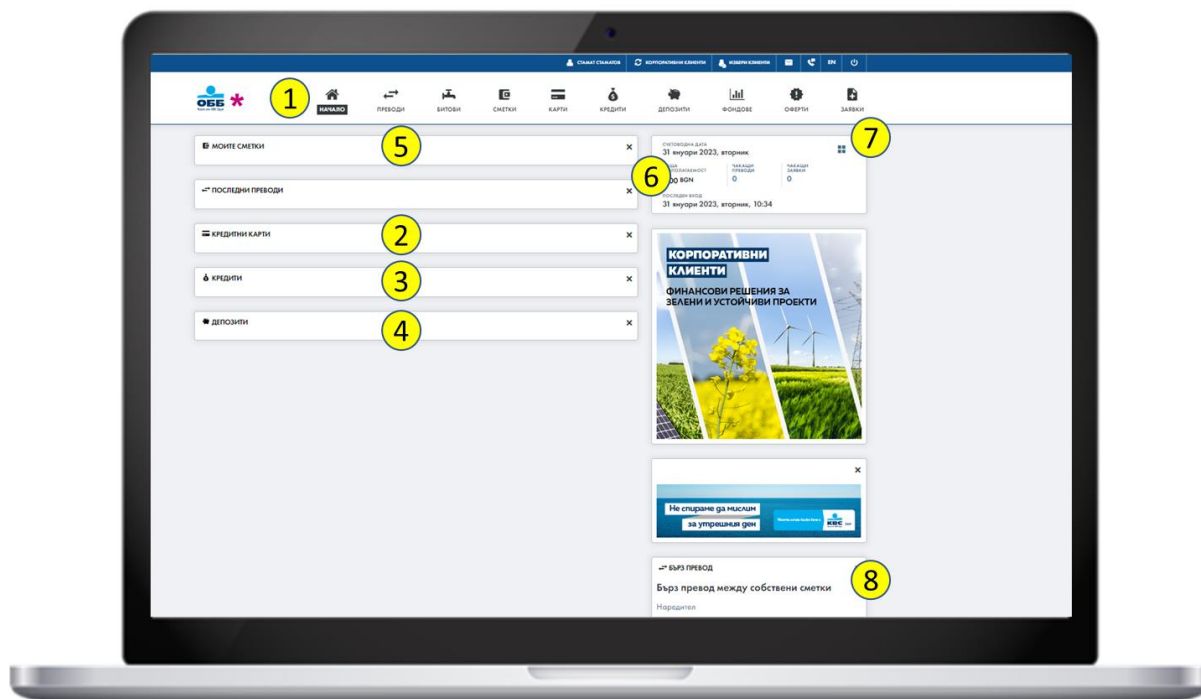 СТАМАТ СТАМАТОВ
КОРПОРАТИВНИ КЛИЕНТИ
ИЗБЕРИ КЛИЕНТИ
EN
ОББ
1
НАЧАЛО
ПРЕВОДИ
БИТОВИ
СМЕТКИ
КАРТИ
КРЕДИТИ
ДЕПОЗИТИ
ФОНДОВЕ
ОФЕРТИ
ЗАЯВКИ
МОИТЕ СМЕТКИ
5
ПОСЛЕДНИ ПРЕВОДИ
КРЕДИТНИ КАРТИ
2
КРЕДИТИ
3
ДЕПОЗИТИ
4
СЧЕТОВОДНА ДАТА
31 януари 2023, вторник
7
6
ЧАКАЩИ ПРЕВОДИ
ЧАКАЩИ ЗАЯВКИ
00 BGN
0
0
ПОСЛЕДЕН ВХОД
31 януари 2023, вторник, 10:34
КОРПОРАТИВНИ
КЛИЕНТИ
ФИНАНСОВИ РЕШЕНИЯ ЗА
ЗЕЛЕНИ И УСТОЙЧИВИ ПРОЕКТИ
Не спираме да мислим
за утрешния ден
KBC
БЪРЗ ПРЕВОД
8
Бърз превод между собствени сметки
Наредител